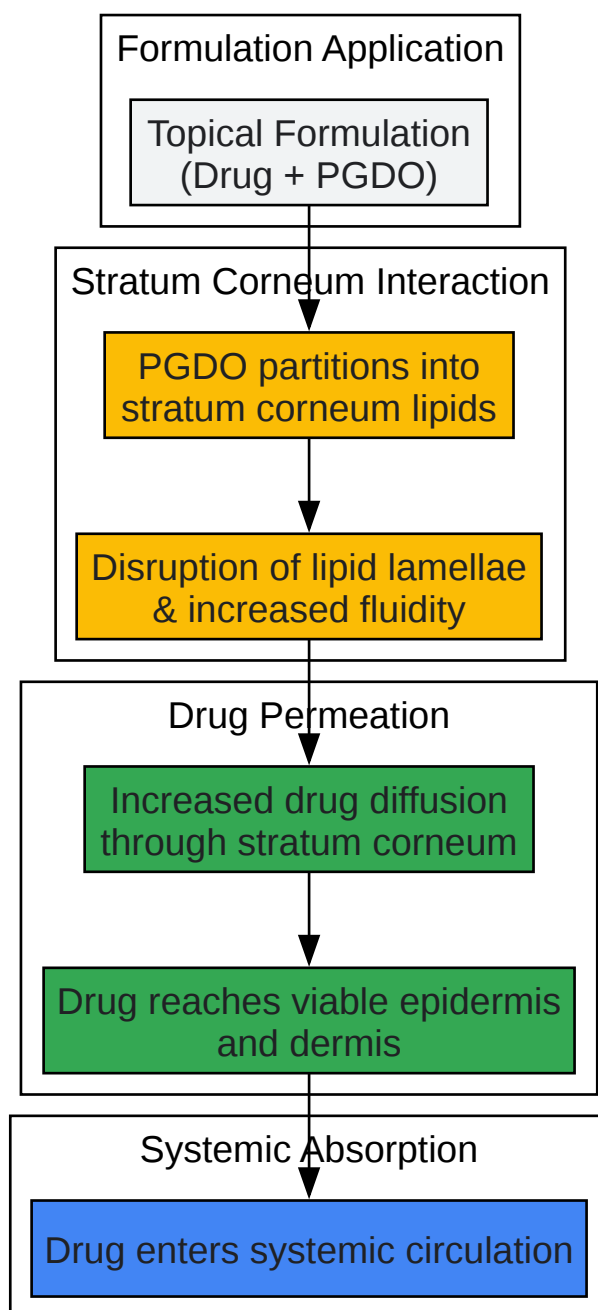 Formulation Application
Topical Formulation
(Drug + PGDO)
Stratum Corneum Interaction
PGDO partitions into
stratum corneum lipids
Disruption of lipid lamellae
& increased fluidity
Drug Permeation
Increased drug diffusion
through stratum corneum
Drug reaches viable epidermis
and dermis
Systemic Absorption
Drug enters systemic circulation